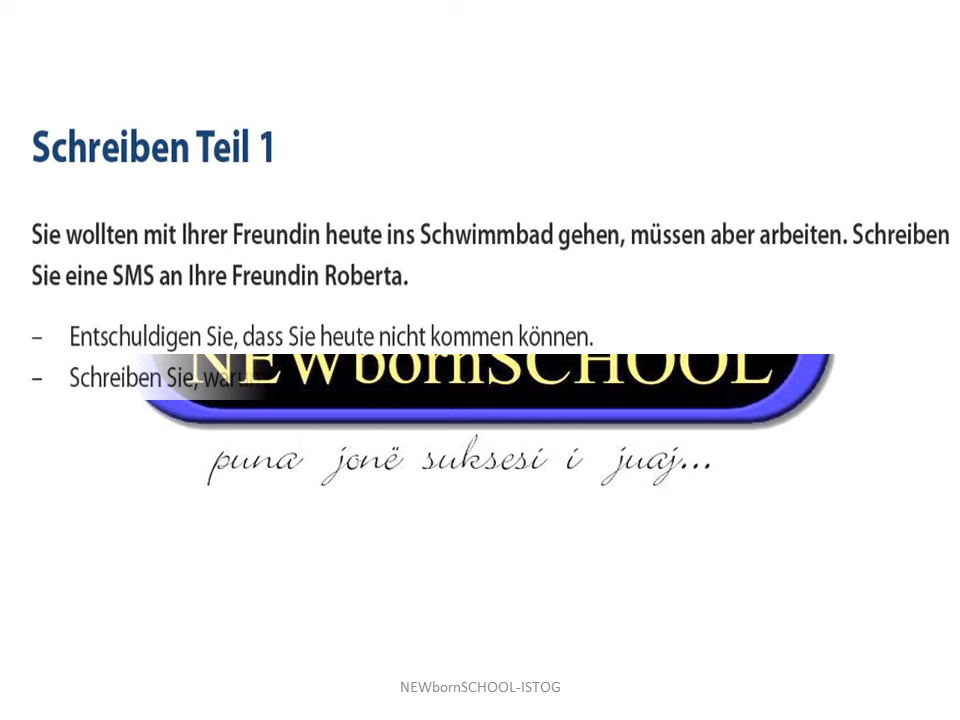 Schreiben Teil 1
Sie wollten mit Ihrer Freundin heute ins Schwimmbad gehen, müssen aber arbeiten. Schreiben
Sie eine SMS an Ihre Freundin Roberta.
– Entschuldigen Sie, dass Sie heute nicht kommen können.
– Schreiben Sie, warum
NEWbornSCHOOL
puna jonë suksesi i juaj...
NEWbornSCHOOL-ISTOG